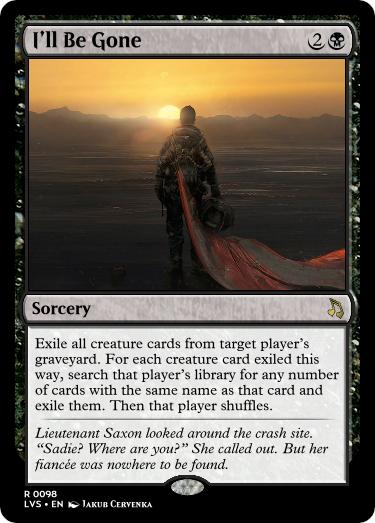 I'll Be Gone 2
Sorcery
Exile all creature cards from target player's
graveyard. For each creature card exiled this
way, search that player's library for any number
of cards with the same name as that card and
exile them. Then that player shuffles.
Lieutenant Saxon looked around the crash site.
“Sadie? Where are you?” She called out. But her
fiancée was nowhere to be found.
R 0098
LVS • EN Jakub Cervenka